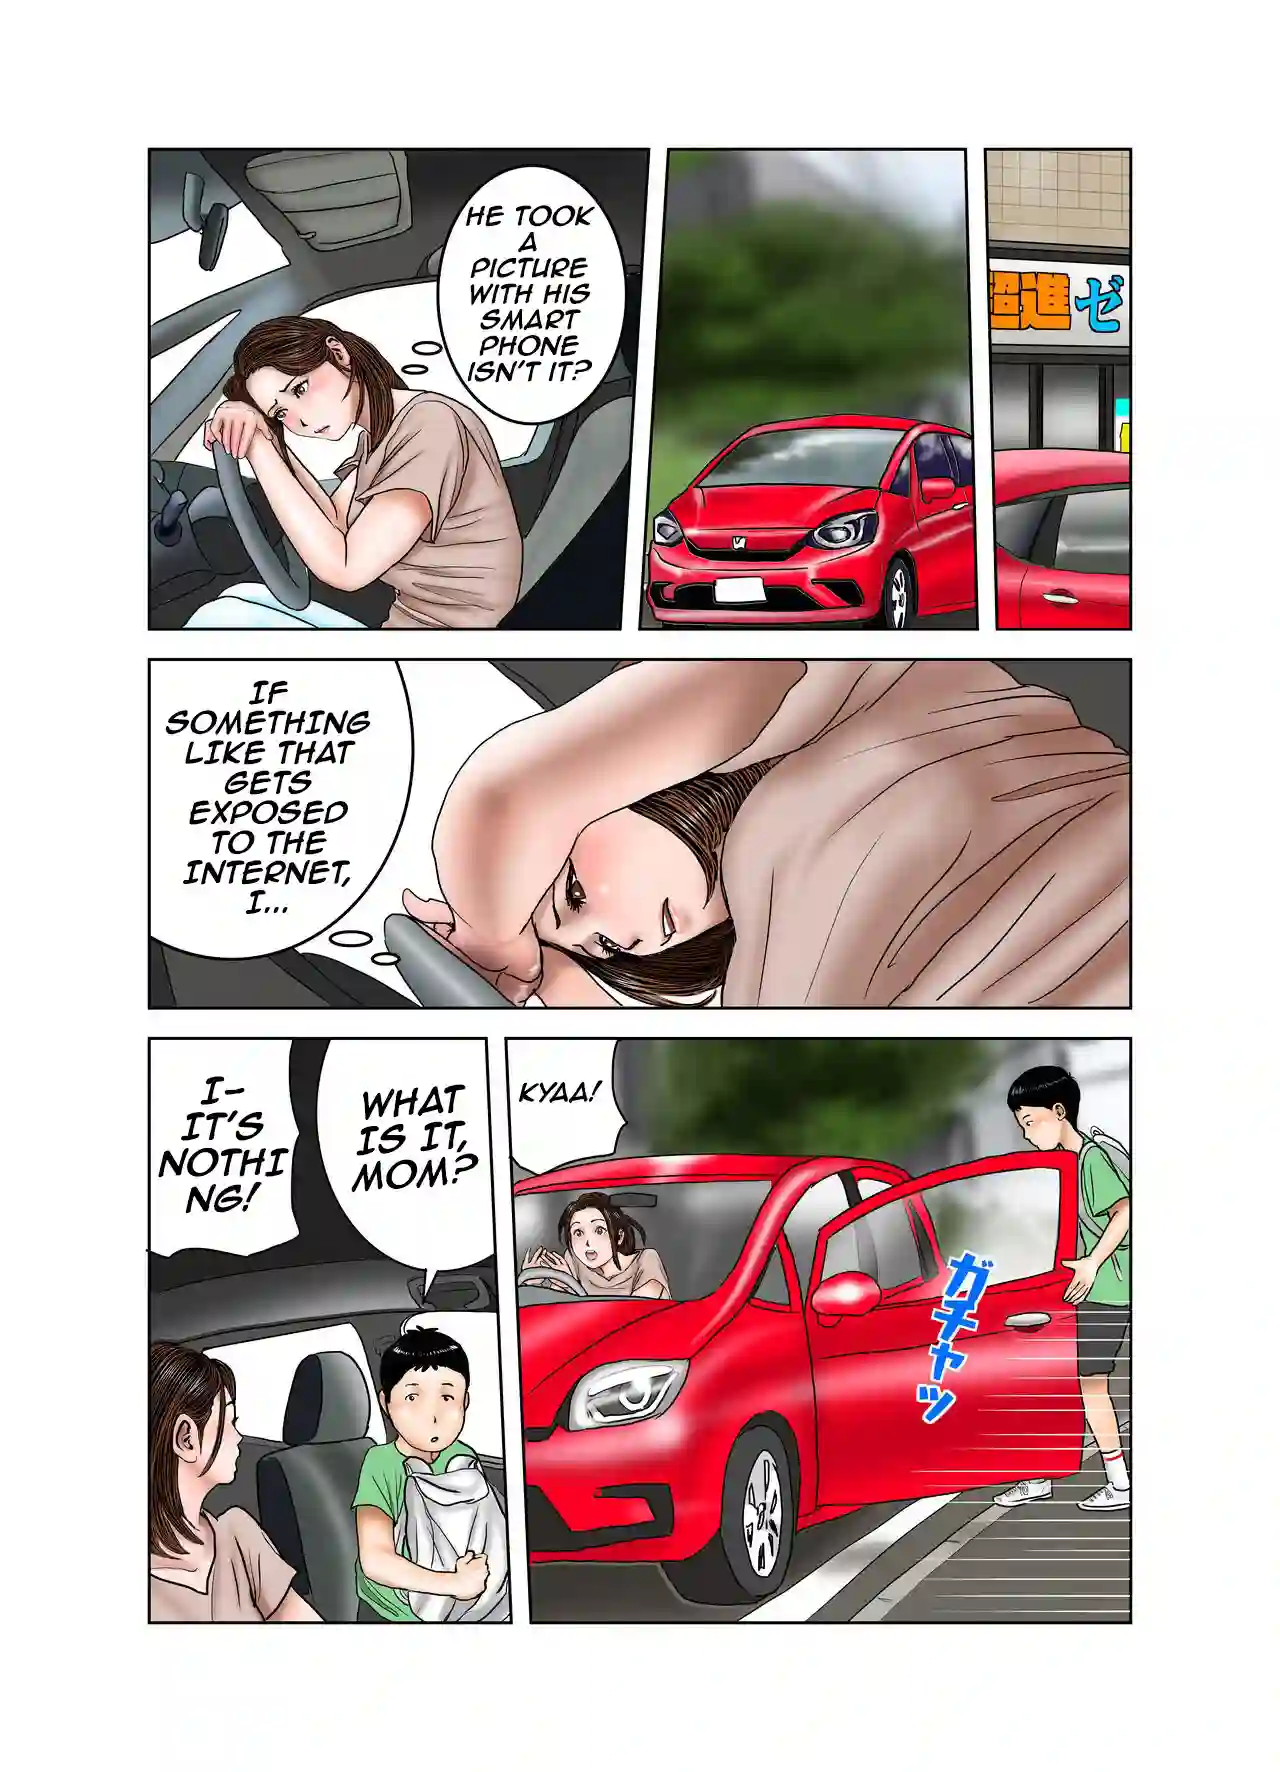 超進ゼ
HE TOOK
A
PICTURE
WITH HIS
SMART
PHONE
ISN'T IT?
IF
SOMETHING
LIKE THAT
GETS
EXPOSED
TO THE
INTERNET,
I...
KYAA!
ガチャッ
WHAT
IS IT,
MOM?
I-
IT'S
NOTHI
NG!